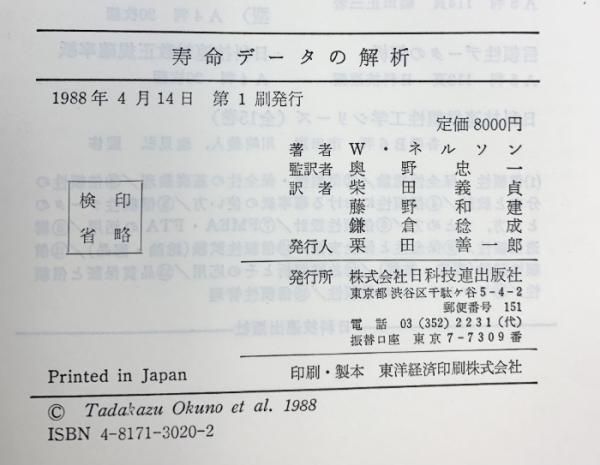 寿命データの解析
1988年4月14日 第1刷発行
定価8000円
著者 W・ネルソン
監訳者 奥野忠一
訳者 柴田義貞
藤野和建
鎌倉稔成
発行人 栗田善一郎
検印
省略
発行所 株式会社日科技連出版社
東京都渋谷区千駄ケ谷5-4-2
郵便番号 151
電話 03(352)2231(代)
振替口座 東京7-7309番
Printed in Japan
印刷・製本 東洋経済印刷株式会社
© Tadakazu Okuno et al. 1988
ISBN 4-8171-3020-2